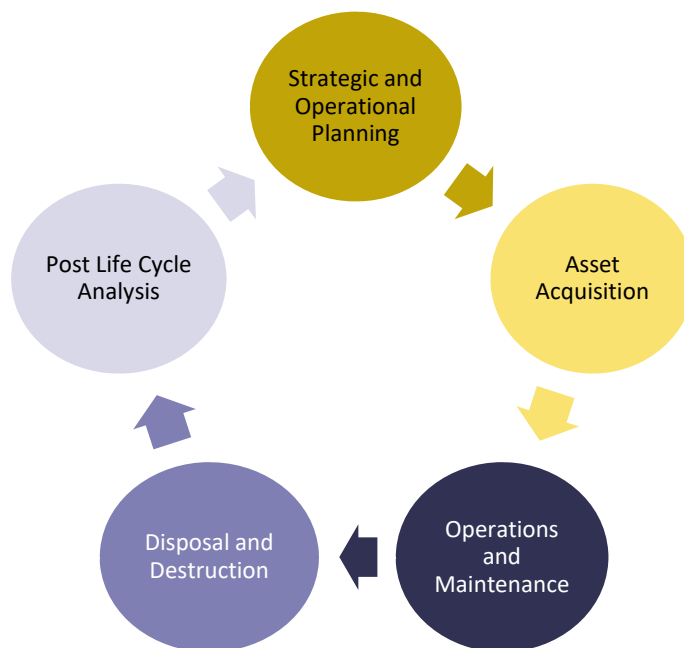 Strategic and
Operational
Planning
Asset
Acquisition
Operations
and
Maintenance
Disposal and
Destruction
Post Life Cycle
Analysis